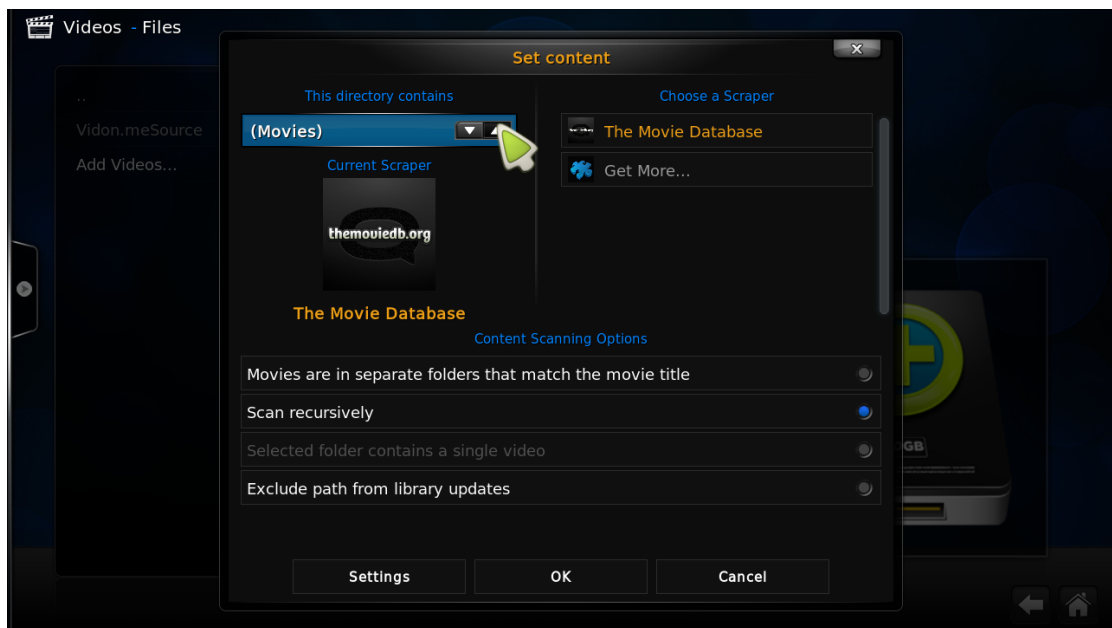 Videos - Files
Set content
..
Vidon.meSource
Add Videos...
This directory contains
(Movies)
Current Scraper
themoviedb.org
The Movie Database
Choose a Scraper
The Movie Database
Get More...
Content Scanning Options
Movies are in separate folders that match the movie title
Scan recursively
Selected folder contains a single video
Exclude path from library updates
GB
Settings
OK
Cancel